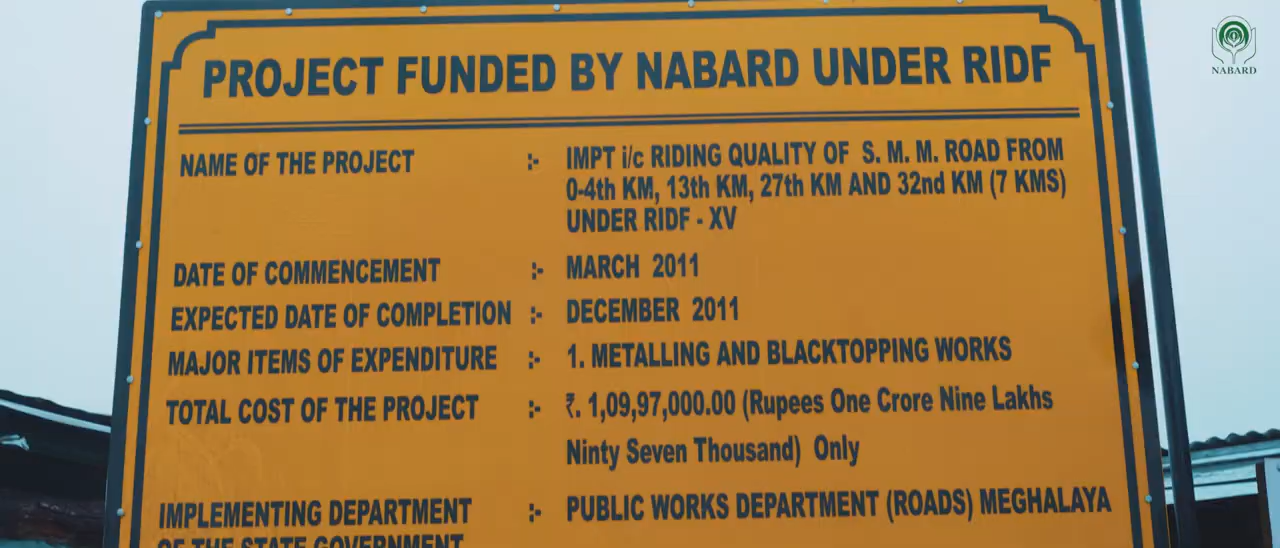 PROJECT FUNDED BY NABARD UNDER RIDF
NAME OF THE PROJECT :- IMPT i/c RIDING QUALITY OF S. M. M. ROAD FROM
0-4th KM, 13th KM, 27th KM AND 32nd KM (7 KMS)
UNDER RIDF - XV
DATE OF COMMENCEMENT :- MARCH 2011
EXPECTED DATE OF COMPLETION :- DECEMBER 2011
MAJOR ITEMS OF EXPENDITURE :- 1. METALLING AND BLACKTOPPING WORKS
TOTAL COST OF THE PROJECT :- ₹. 1,09,97,000.00 (Rupees One Crore Nine Lakhs
Ninty Seven Thousand) Only
IMPLEMENTING DEPARTMENT :- PUBLIC WORKS DEPARTMENT (ROADS) MEGHALAYA
OF THE STATE GOVERNMENT
NABARD